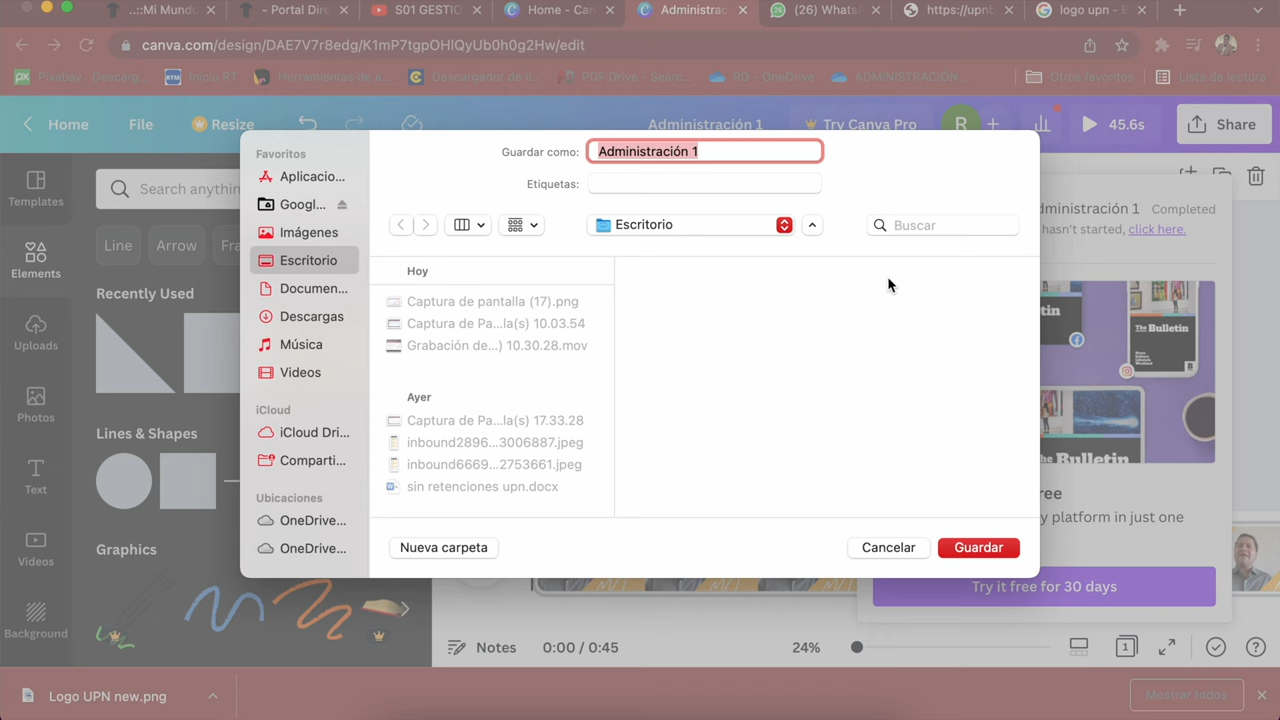 ..::Mi Mundo
- Portal Dire
S01 GESTIO
Home - Can
Administrac
(26) WhatsA
https://upnb
logo upn - B
canva.com/design/DAE7V7r8edg/K1mP7tgpOHlQyUb0h0g2Hw/edit
Pixabay - Descarg...
Inicio RT
Herramientas de a...
Descargador de il...
PDF Drive - Searc...
RD - OneDrive
ADMINISTRACIÓN...
Otros favoritos
Lista de lectura
Home
File
Resize
Administración 1
Try Canva Pro
R
45.6s
Share
Templates
Elements
Uploads
Photos
Text
Videos
Background
Search anything
Line
Arrow
Fra
Recently Used
Lines & Shapes
Graphics
Favoritos
Aplicacio...
Googl...
Imágenes
Escritorio
Documen...
Descargas
Música
Videos
iCloud
iCloud Dri...
Comparti...
Ubicaciones
OneDrive...
OneDrive...
Guardar como:
Administración 1
Etiquetas:
Escritorio
Buscar
Hoy
Captura de pantalla (17).png
Captura de Pa...la(s) 10.03.54
Grabación de...) 10.30.28.mov
Ayer
Captura de Pa...la(s) 17.33.28
inbound2896...3006887.jpeg
inbound6669...2753661.jpeg
sin retenciones upn.docx
Nueva carpeta
Cancelar
Guardar
dministración 1
Completed
hasn't started, click here.
The Bulletin
ree
y platform in just one
Try it free for 30 days
Notes
0:00 / 0:45
24%
1
Logo UPN new.png
Mostrar todos